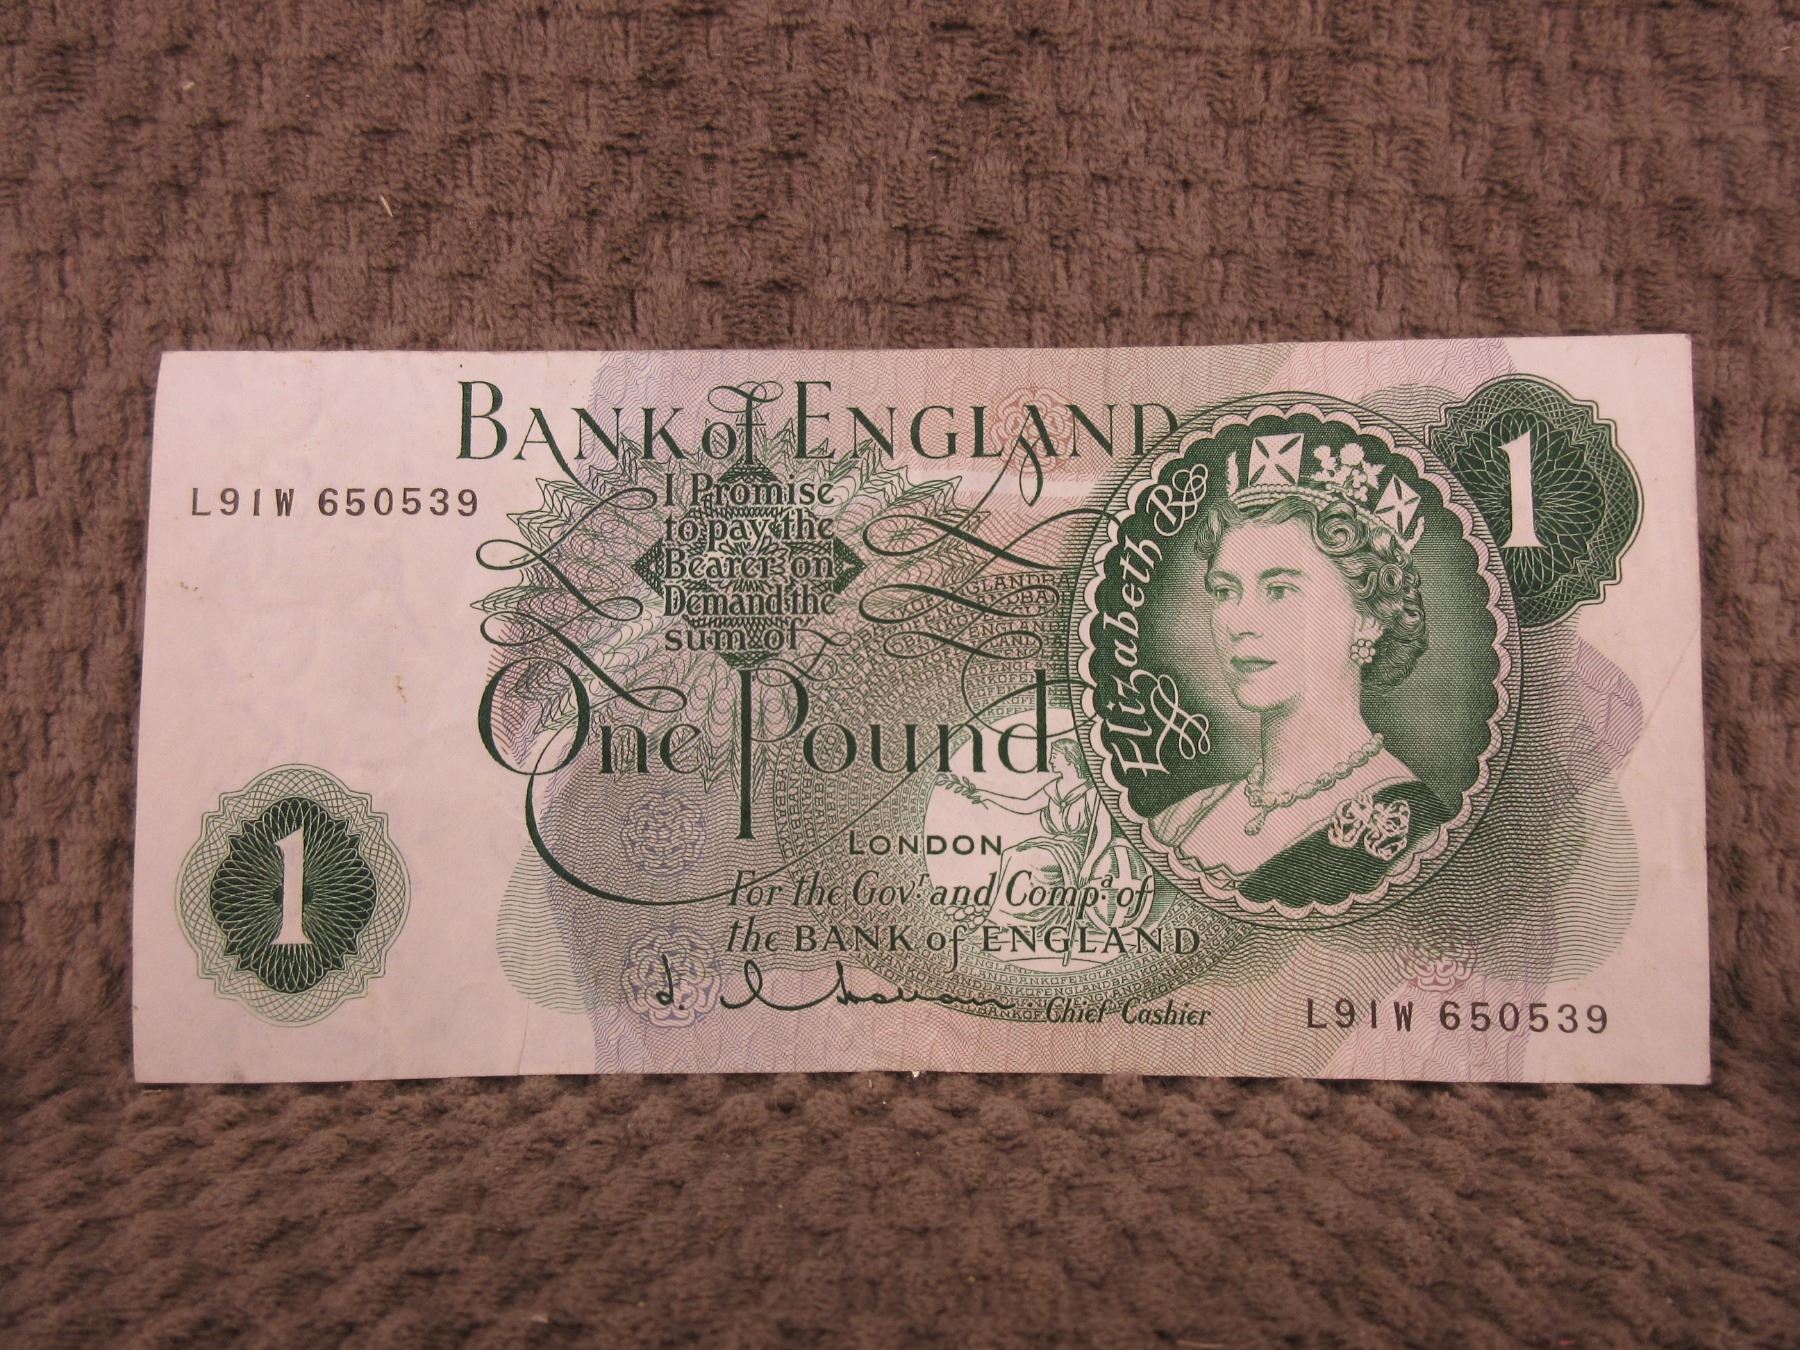 BANK of ENGLAND
1
L91W 650539
I Promise
to pay the
Bearer on
Demand the
sum of
One Pound
Elizabeth R
LONDON
For the Govr. and Compa. of
the BANK of ENGLAND
Chief Cashier
1
L91W 650539